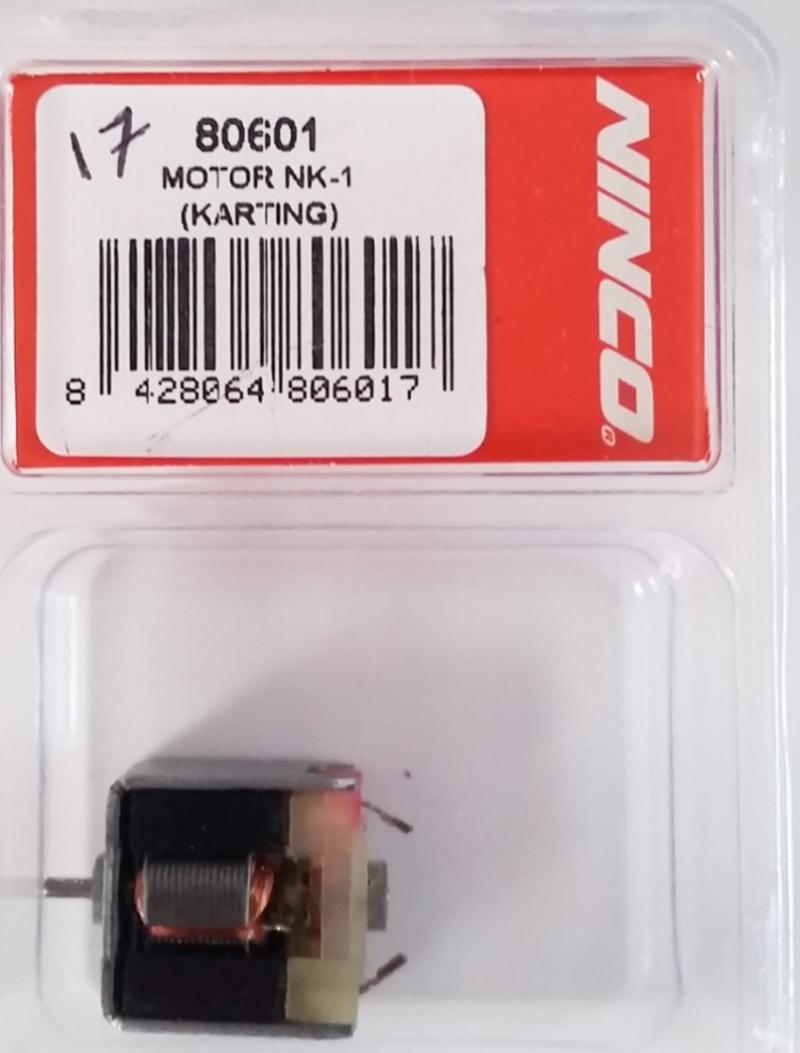 17
80601
MOTOR NK-1
(KARTING)
8 428064 806017
NINCO®